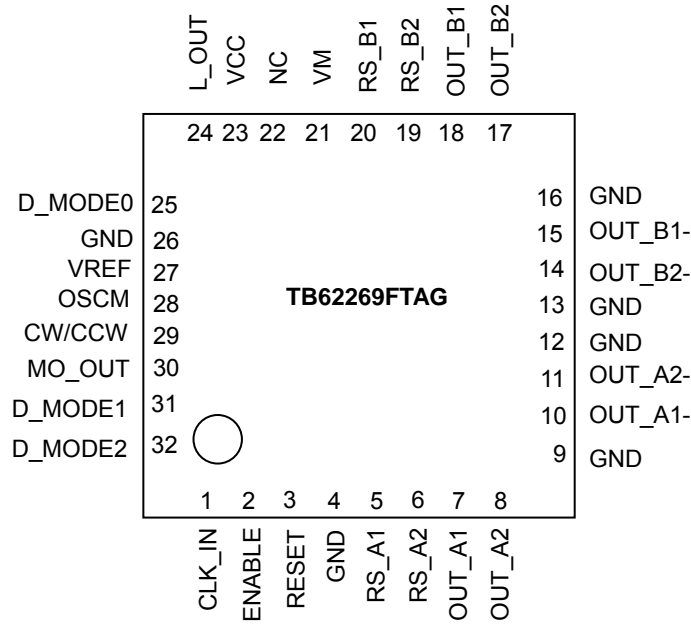 L_OUT VCC NC VM RS_B1 RS_B2 OUT_B1 OUT_B2
24 23 22 21 20 19 18 17
D_MODE0 25
GND 26
VREF 27
OSCM 28
CW/CCW 29
MO_OUT 30
D_MODE1 31
D_MODE2 32
TB62269FTAG
16 GND
15 OUT_B1-
14 OUT_B2-
13 GND
12 GND
11 OUT_A2-
10 OUT_A1-
9 GND
1 2 3 4 5 6 7 8
CLK_IN ENABLE RESET GND RS_A1 RS_A2 OUT_A1 OUT_A2